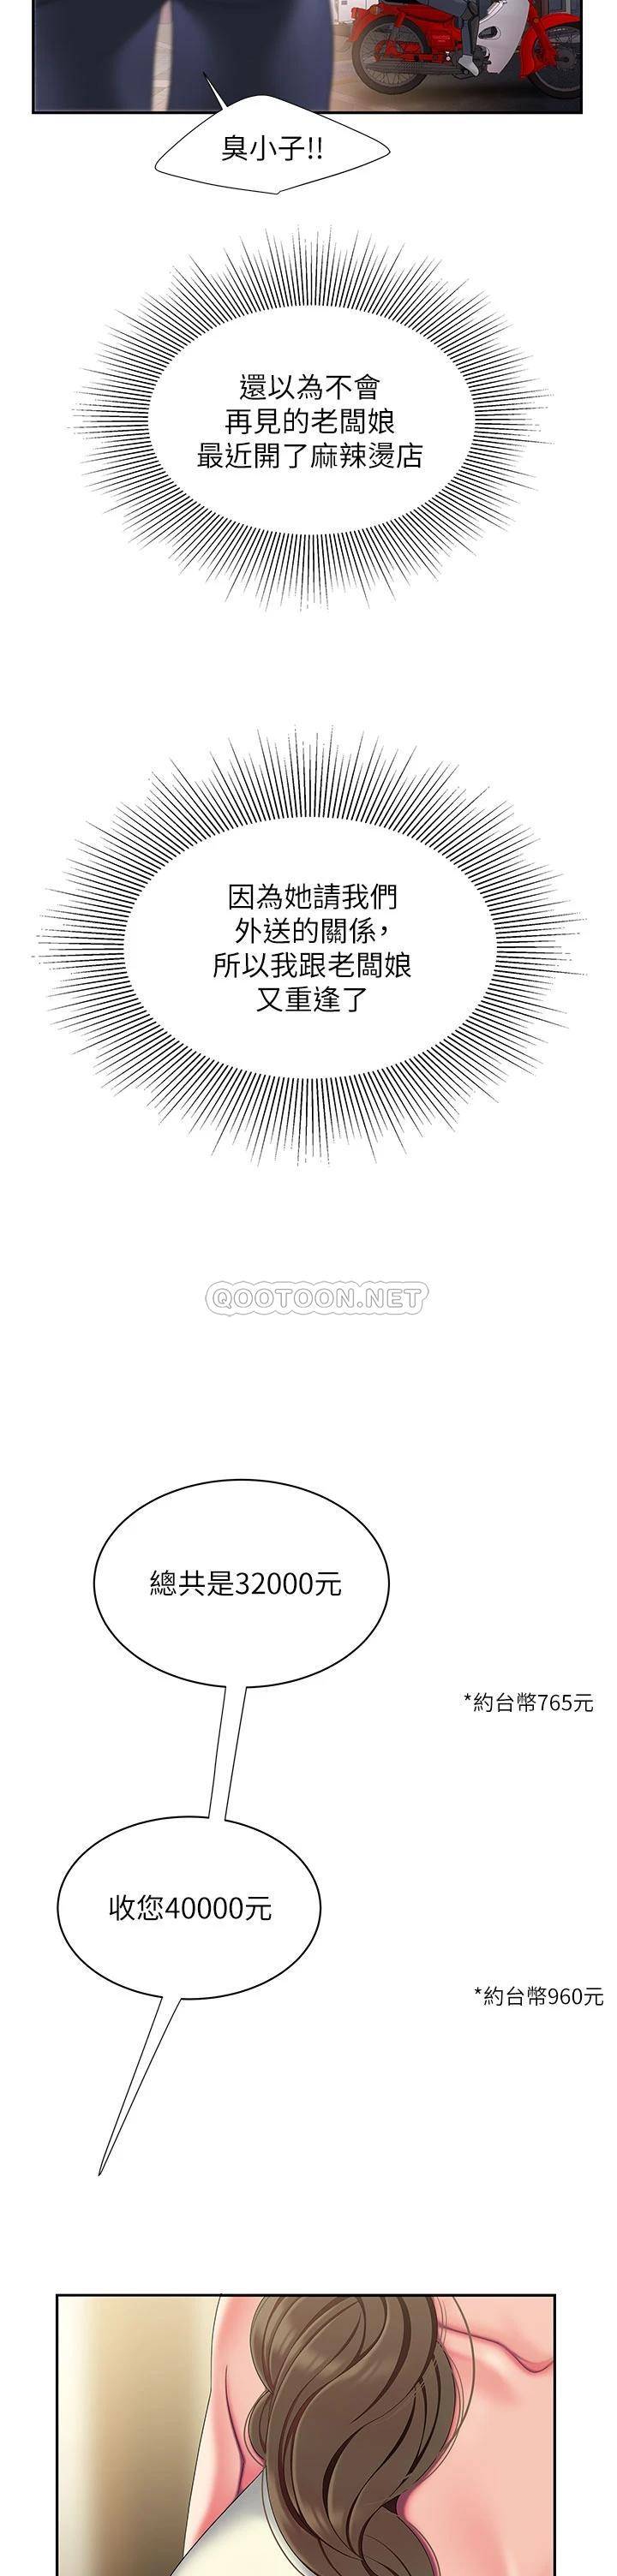 臭小子!!
還以為不會
再見的老闆娘
最近開了麻辣燙店
因為她請我們
外送的關係，
所以我跟老闆娘
又重逢了
QOOTOON.NET
總共是32000元
*約台幣765元
收您40000元
*約台幣960元